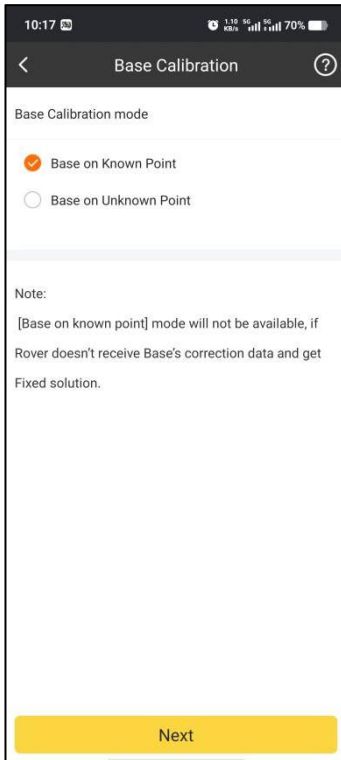 10:17
1.10 KB/s 5G 5G 70%
Base Calibration
Base Calibration mode
Base on Known Point
Base on Unknown Point
Note:
[Base on known point] mode will not be available, if
Rover doesn't receive Base's correction data and get
Fixed solution.
Next